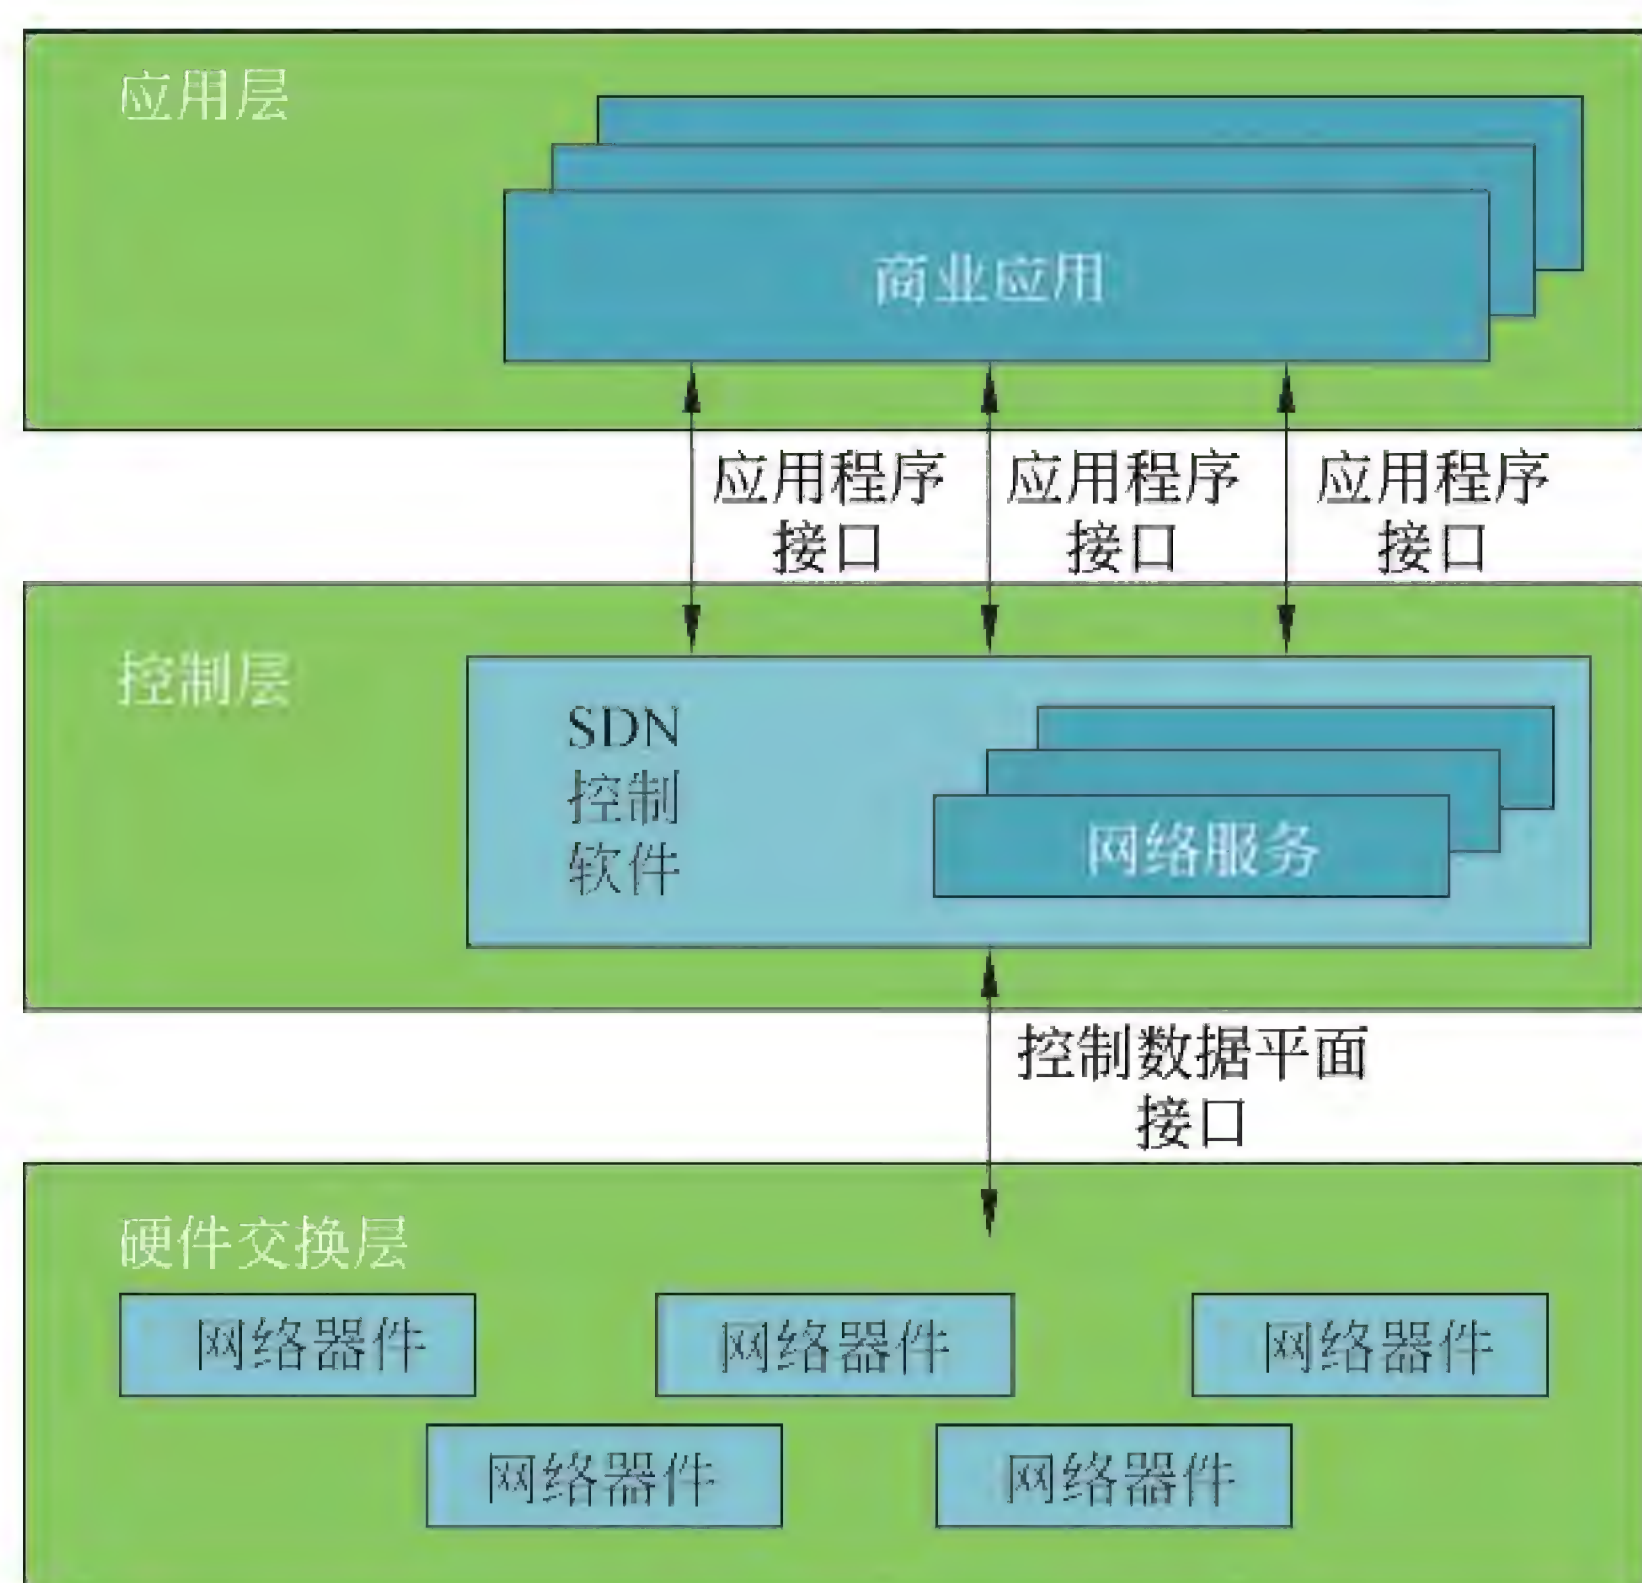 应用层
商业应用
应用程序
接口
应用程序
接口
应用程序
接口
控制层
SDN
控制
软件
网络服务
控制数据平面
接口
硬件交换层
网络器件
网络器件
网络器件
网络器件
网络器件